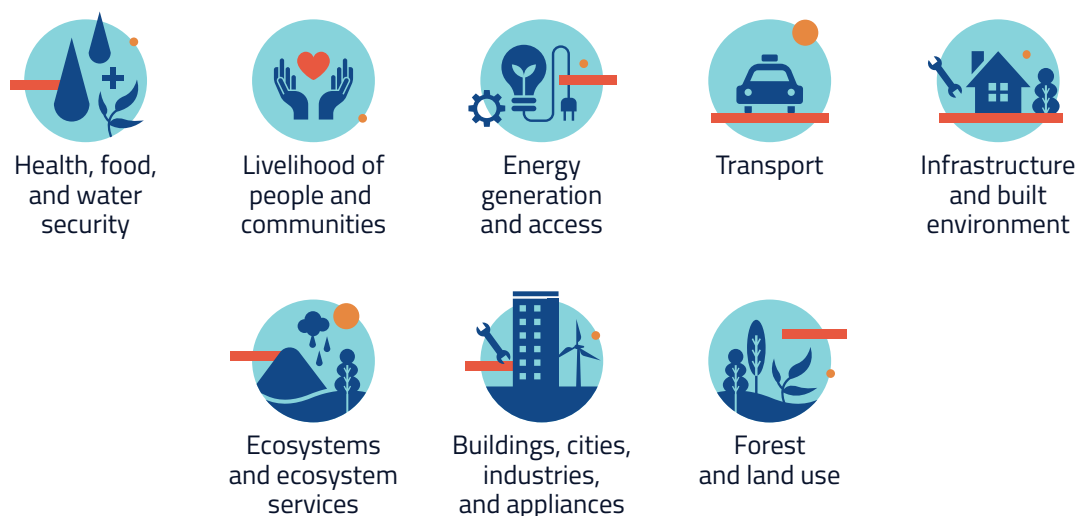 Health, food,
and water
security
Livelihood of
people and
communities
Energy
generation
and access
Transport
Infrastructure
and built
environment
Ecosystems
and ecosystem
services
Buildings, cities,
industries,
and appliances
Forest
and land use